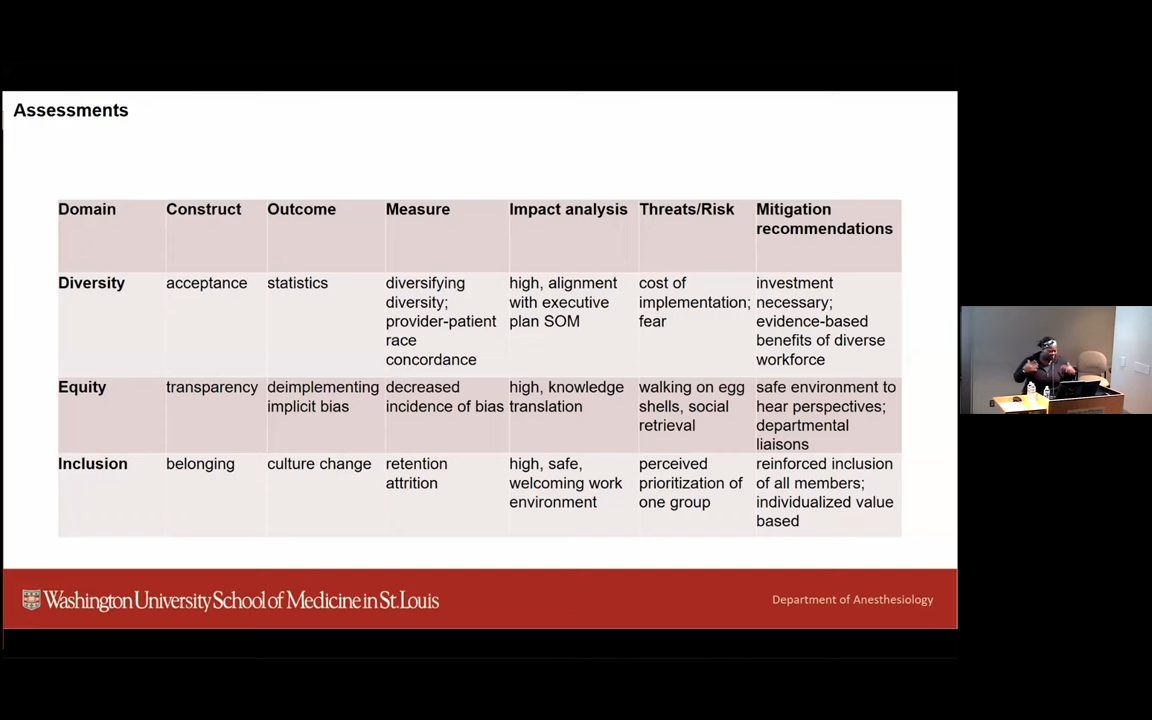 Assessments
Domain Construct Outcome Measure Impact analysis Threats/Risk Mitigation
recommendations
Diversity acceptance statistics diversifying high, alignment cost of investment
diversity; with executive implementation; necessary;
provider-patient plan SOM fear evidence-based
race benefits of diverse
concordance workforce
Equity transparency deimplementing decreased high, knowledge walking on egg safe environment to
implicit bias incidence of bias translation shells, social hear perspectives;
retrieval departmental
liaisons
Inclusion belonging culture change retention high, safe, perceived reinforced inclusion
attrition welcoming work prioritization of of all members;
environment one group individualized value
based
Washington University School of Medicine in St. Louis
Department of Anesthesiology